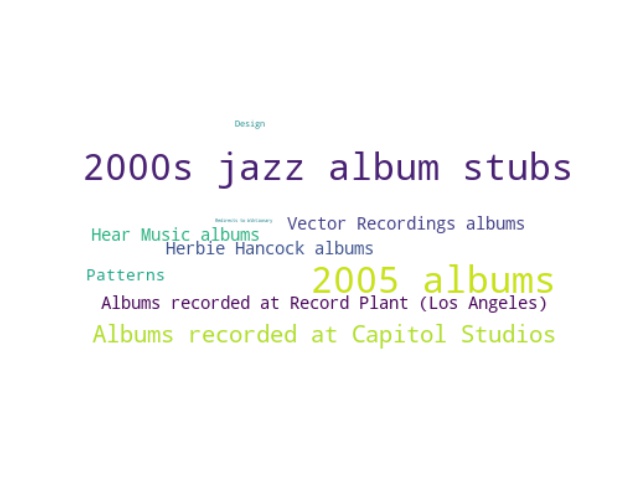 Design
2000s jazz album stubs
Vector Recordings albums
Hear Music albums
Herbie Hancock albums
Patterns
2005 albums
Albums recorded at Record Plant (Los Angeles)
Albums recorded at Capitol Studios